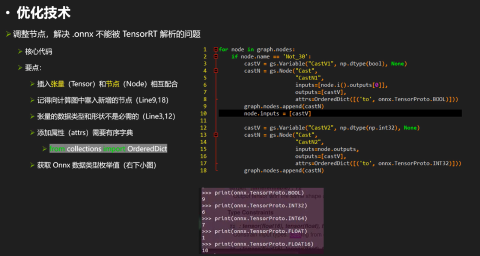 • 优化技术
➢ 调整节点，解决 .onnx 不能被 TensorRT 解析的问题
➢ 核心代码
➢ 要点：
➢ 插入张量（Tensor）和节点（Node）相互配合
➢ 记得向计算图中塞入新增的节点（Line9,18）
➢ 张量的数据类型和形状不是必需的（Line3,12）
➢ 添加属性（attrs）需要有序字典
➢ collections OrderedDict
➢ 获取 Onnx 数据类型枚举值（右下小图）
1 for node in graph.nodes:
2 if node.name == 'Not_30':
3 castV = gs.Variable("CastV1", np.dtype(bool), None)
4 castN = gs.Node("Cast",
5 "CastN1",
6 inputs=[node.i().outputs[0]],
7 outputs=[castV],
8 attrs=OrderedDict([('to', onnx.TensorProto.BOOL)]))
9 graph.nodes.append(castN)
10 node.inputs = [castV]
11
12 castV = gs.Variable("CastV2", np.dtype(np.int32), None)
13 castN = gs.Node("Cast",
14 "CastN2",
15 inputs=node.outputs,
16 outputs=[castV],
17 attrs=OrderedDict([('to', onnx.TensorProto.INT32)]))
18 graph.nodes.append(castN)
>>> print(onnx.TensorProto.BOOL)
9
>>> print(onnx.TensorProto.INT32)
6
>>> print(onnx.TensorProto.INT64)
7
>>> print(onnx.TensorProto.FLOAT)
1
>>> print(onnx.TensorProto.FLOAT16)
10